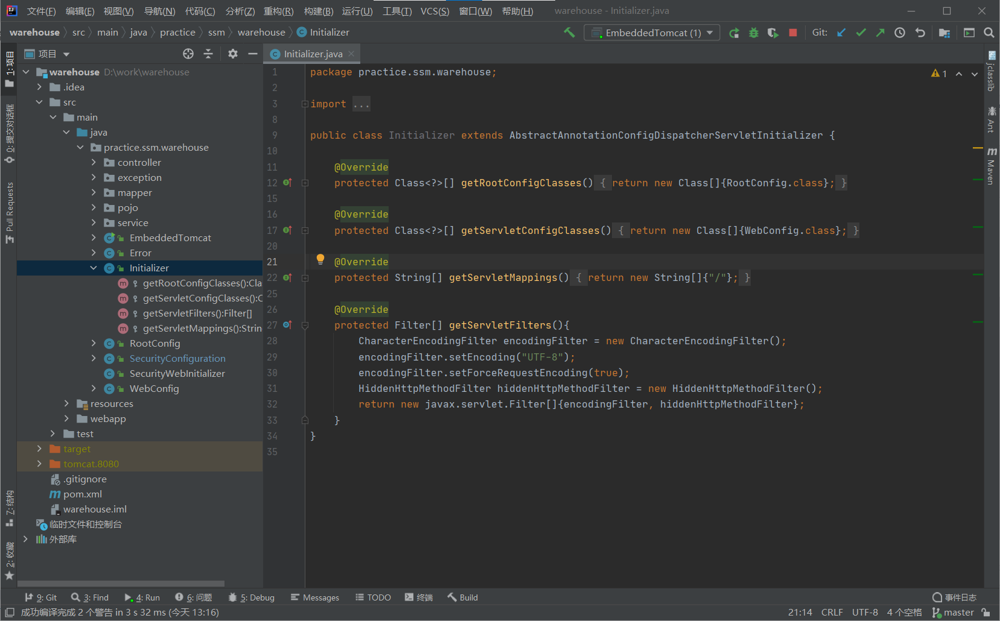 文件(F) 编辑(E) 视图(V) 导航(N) 代码(C) 分析(Z) 重构(R) 构建(B) 运行(U) 工具(T) VCS(S) 窗口(W) 帮助(H) warehouse - Initializer.java
warehouse src main java practice ssm warehouse Initializer EmbeddedTomcat (1) Git:
项目
Initializer.java
1: 项目
0: 提交对话框
Pull Requests
7: 结构
2: 收藏
warehouse D:\work\warehouse
.idea
src
main
java
practice.ssm.warehouse
controller
exception
mapper
pojo
service
EmbeddedTomcat
Error
Initializer
getRootConfigClasses():Cla
getServletConfigClasses():C
getServletFilters():Filter[]
getServletMappings():Strin
RootConfig
SecurityConfiguration
SecurityWebInitializer
WebConfig
resources
webapp
test
target
tomcat.8080
.gitignore
pom.xml
warehouse.iml
临时文件和控制台
外部库
1 package practice.ssm.warehouse;
2
3 import ...
8
9 public class Initializer extends AbstractAnnotationConfigDispatcherServletInitializer {
10
11 @Override
12 protected Class<?>[] getRootConfigClasses() { return new Class[]{RootConfig.class}; }
15
16 @Override
17 protected Class<?>[] getServletConfigClasses() { return new Class[]{WebConfig.class}; }
20
21 @Override
22 protected String[] getServletMappings() { return new String[]{"/"}; }
25
26 @Override
27 protected Filter[] getServletFilters(){
28 CharacterEncodingFilter encodingFilter = new CharacterEncodingFilter();
29 encodingFilter.setEncoding("UTF-8");
30 encodingFilter.setForceRequestEncoding(true);
31 HiddenHttpMethodFilter hiddenHttpMethodFilter = new HiddenHttpMethodFilter();
32 return new javax.servlet.Filter[]{encodingFilter, hiddenHttpMethodFilter};
33 }
34 }
35
1
jclasslib
Ant
m Maven
9: Git 3: Find 4: Run 6: 问题 5: Debug Messages TODO 终端 Build 事件日志
成功编译完成 2 个警告 in 3 s 32 ms (今天 13:16) 21:14 CRLF UTF-8 4 个空格 master